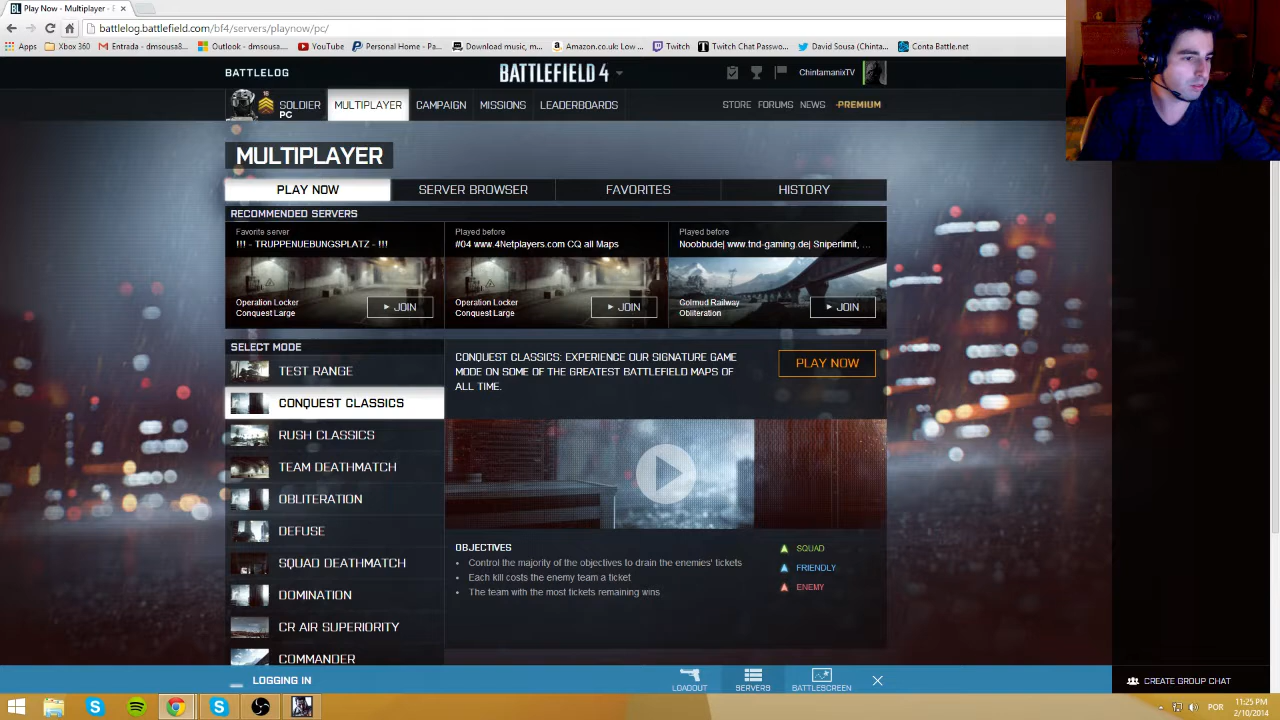 Play Now - Multiplayer -
battlelog.battlefield.com/bf4/servers/playnow/pc/
Apps
Xbox 360
Entrada - dmsousa8...
Outlook - dmsousa...
YouTube
Personal Home - Pa...
Download music, m...
Amazon.co.uk: Low ...
Twitch
Twitch Chat Passwo...
David Sousa (Chinta...
Conta Battle.net
BATTLELOG
BATTLEFIELD 4
ChintamanixTV
SOLDIER
PC
MULTIPLAYER
CAMPAIGN
MISSIONS
LEADERBOARDS
STORE
FORUMS
NEWS
PREMIUM
MULTIPLAYER
PLAY NOW
SERVER BROWSER
FAVORITES
HISTORY
RECOMMENDED SERVERS
Favorite server
!!! - TRUPPENUEBUNGSPLATZ - !!!
Operation Locker
Conquest Large
JOIN
Played before
#04 www.4Netplayers.com CQ all Maps
Operation Locker
Conquest Large
JOIN
Played before
Noobbude| www.tnd-gaming.de| Sniperlimit, ...
Golmud Railway
Obliteration
JOIN
SELECT MODE
TEST RANGE
CONQUEST CLASSICS
RUSH CLASSICS
TEAM DEATHMATCH
OBLITERATION
DEFUSE
SQUAD DEATHMATCH
DOMINATION
CR AIR SUPERIORITY
COMMANDER
CONQUEST CLASSICS: EXPERIENCE OUR SIGNATURE GAME
MODE ON SOME OF THE GREATEST BATTLEFIELD MAPS OF
ALL TIME.
PLAY NOW
OBJECTIVES
• Control the majority of the objectives to drain the enemies' tickets
• Each kill costs the enemy team a ticket
• The team with the most tickets remaining wins
SQUAD
FRIENDLY
ENEMY
LOGGING IN
LOADOUT
SERVERS
BATTLESCREEN
CREATE GROUP CHAT
POR
11:25 PM
2/10/2014